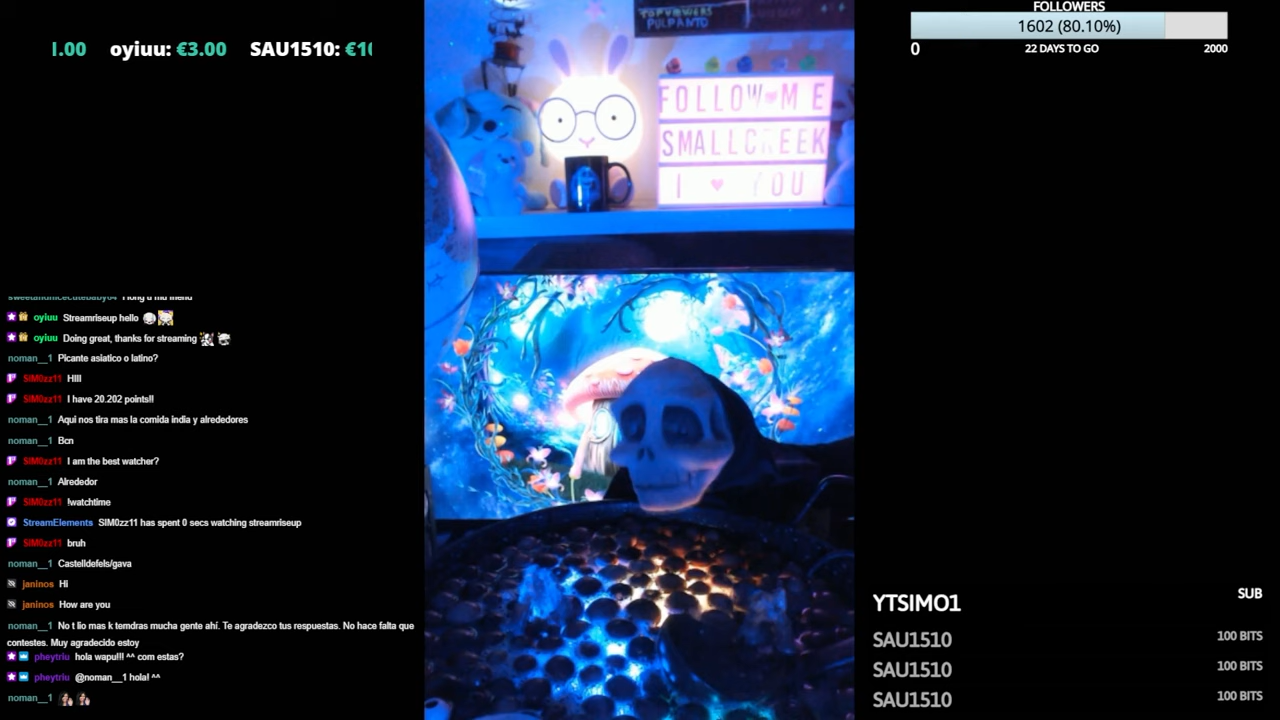 1.00 oyiuu: €3.00 SAU1510: €10
FOLLOWERS
1602 (80.10%)
0 22 DAYS TO GO 2000
TOPVIEWERS
PULPANTO
FOLLOW♥ME
SMALLCREEK
I ♥ YOU
oyiuu Streamriseup hello
oyiuu Doing great, thanks for streaming
noman__1 Picante asiatico o latino?
SIM0zz11 HIII
SIM0zz11 I have 20.202 points!!
noman__1 Aqui nos tira mas la comida india y alrededores
noman__1 Bcn
SIM0zz11 I am the best watcher?
noman__1 Alrededor
SIM0zz11 !watchtime
StreamElements SIM0zz11 has spent 0 secs watching streamriseup
SIM0zz11 bruh
noman__1 Castelldefels/gava
janinos Hi
janinos How are you
noman__1 No t lio mas k temdras mucha gente ahí. Te agradezco tus respuestas. No hace falta que
contestes. Muy agradecido estoy
pheytriu hola wapu!!! ^^ com estas?
pheytriu @noman__1 hola! ^^
noman__1
YTSIMO1 SUB
SAU1510 100 BITS
SAU1510 100 BITS
SAU1510 100 BITS